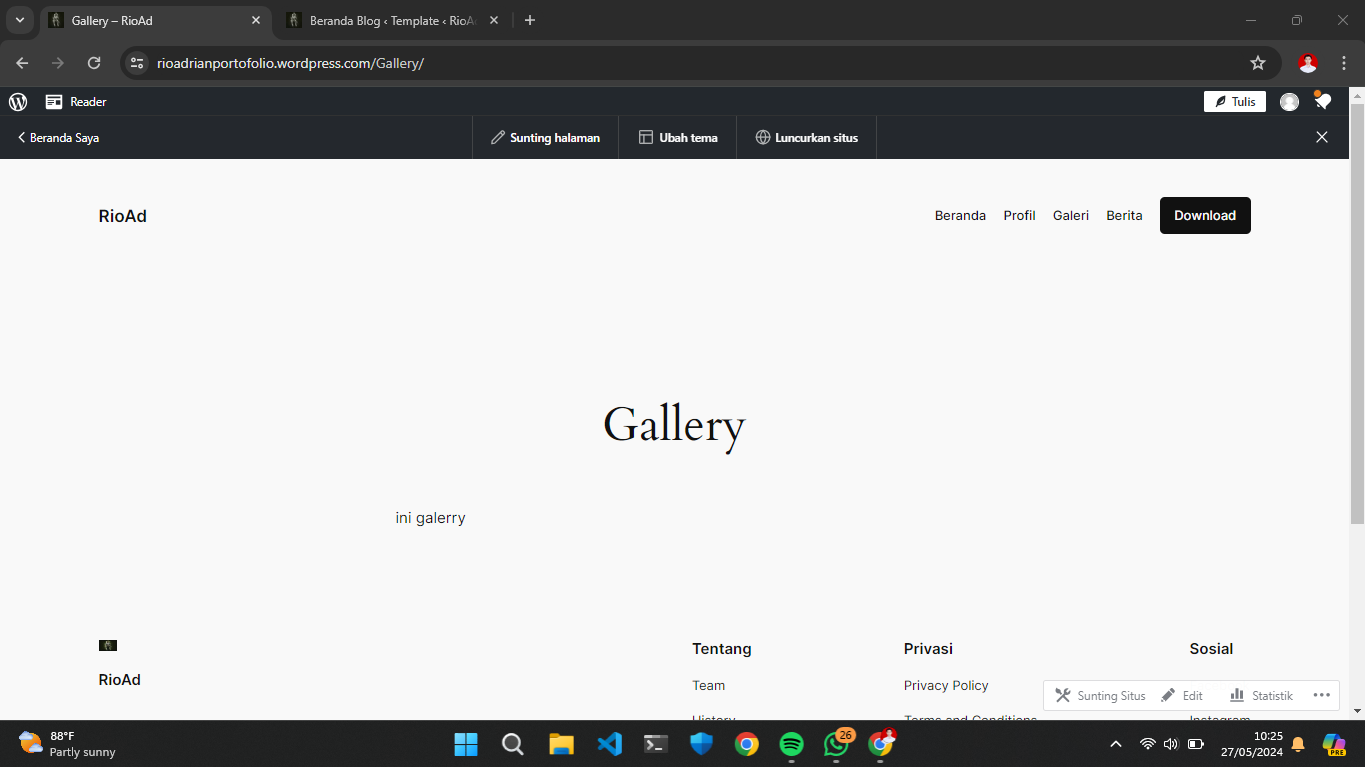 Gallery – RioAd
Beranda Blog ‹ Template ‹ RioA
rioadrianportofolio.wordpress.com/Gallery/
Reader
Tulis
Beranda Saya
Sunting halaman
Ubah tema
Luncurkan situs
RioAd
Beranda
Profil
Galeri
Berita
Download
Gallery
ini galerry
Tentang
Privasi
Sosial
RioAd
Team
Privacy Policy
Sunting Situs
Edit
Statistik
History
Terms and Conditions
Instagram
88°F
Partly sunny
26
PRE
10:25
27/05/2024